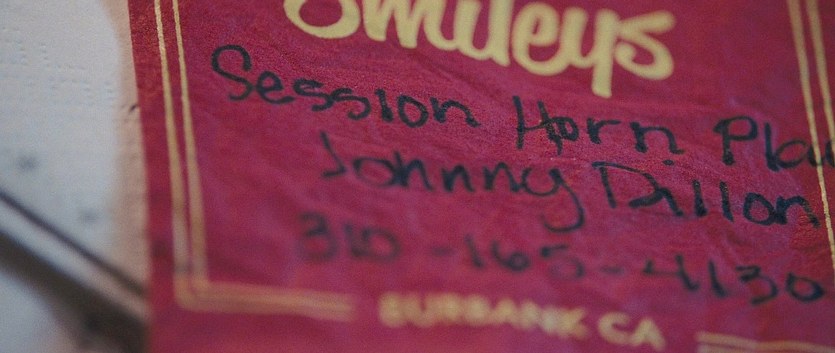 Smileys
Session Horn Pla
Johnny Dillon
310-165-4130
BURBANK CA